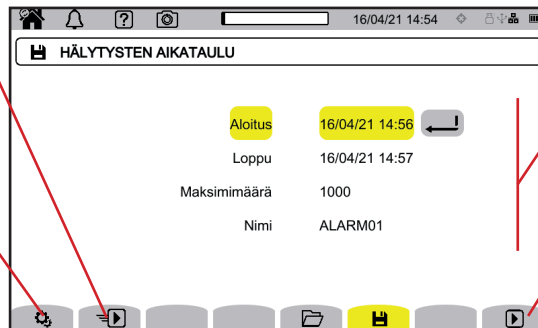 16/04/21 14:54
HÄLYTYSTEN AIKATAULU
Aloitus 16/04/21 14:56
Loppu 16/04/21 14:57
Maksimimäärä 1000
Nimi ALARM01